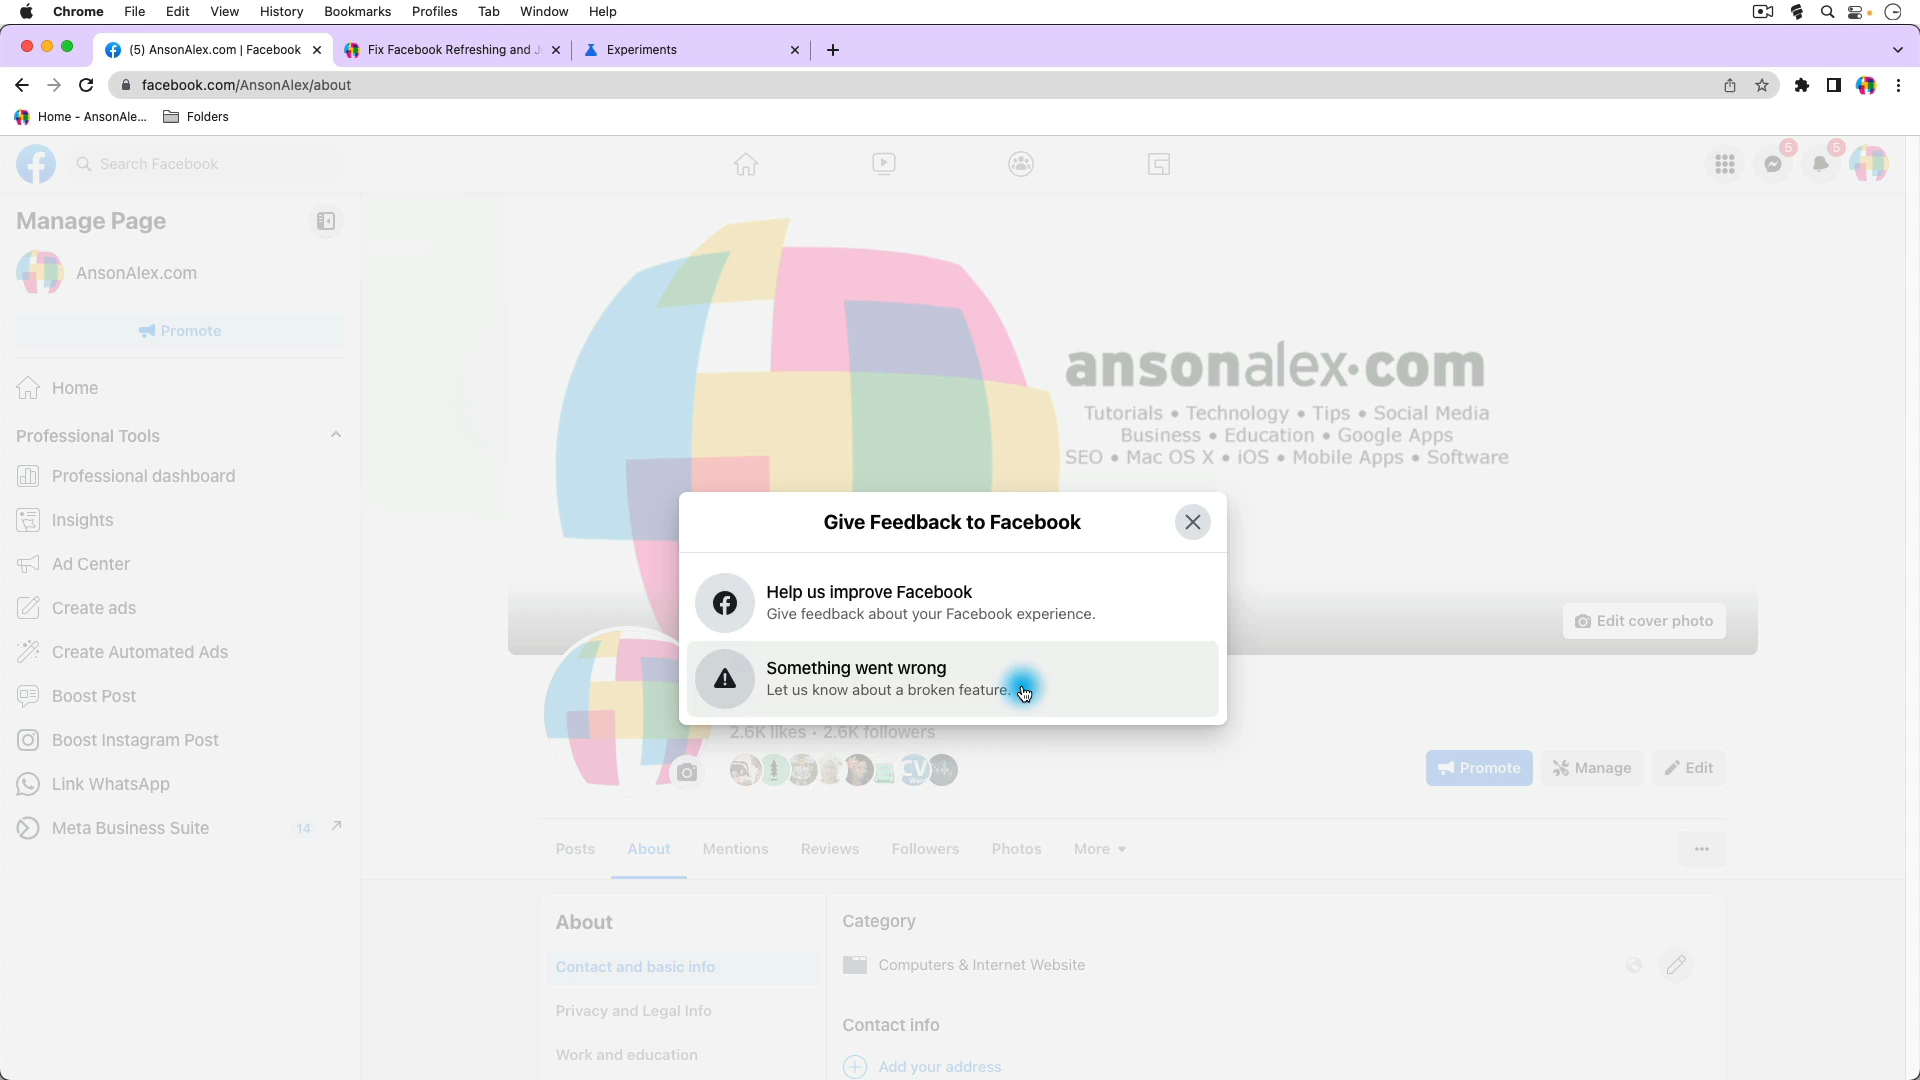 Chrome File Edit View History Bookmarks Profiles Tab Window Help
(5) AnsonAlex.com | Facebook
Fix Facebook Refreshing and J
Experiments
facebook.com/AnsonAlex/about
Home - AnsonAle...
Folders
Search Facebook
5
5
Manage Page
AnsonAlex.com
Promote
Home
Professional Tools
Professional dashboard
Insights
Ad Center
Create ads
Create Automated Ads
Boost Post
Boost Instagram Post
Link WhatsApp
Meta Business Suite 14
ansonalex.com
Tutorials • Technology • Tips • Social Media
Business • Education • Google Apps
SEO • Mac OS X • iOS • Mobile Apps • Software
Edit cover photo
Give Feedback to Facebook
Help us improve Facebook
Give feedback about your Facebook experience.
Something went wrong
Let us know about a broken feature.
2.6K likes • 2.6K followers
CV
Promote
Manage
Edit
Posts About Mentions Reviews Followers Photos More
About
Contact and basic info
Privacy and Legal Info
Work and education
Category
Computers & Internet Website
Contact info
Add your address